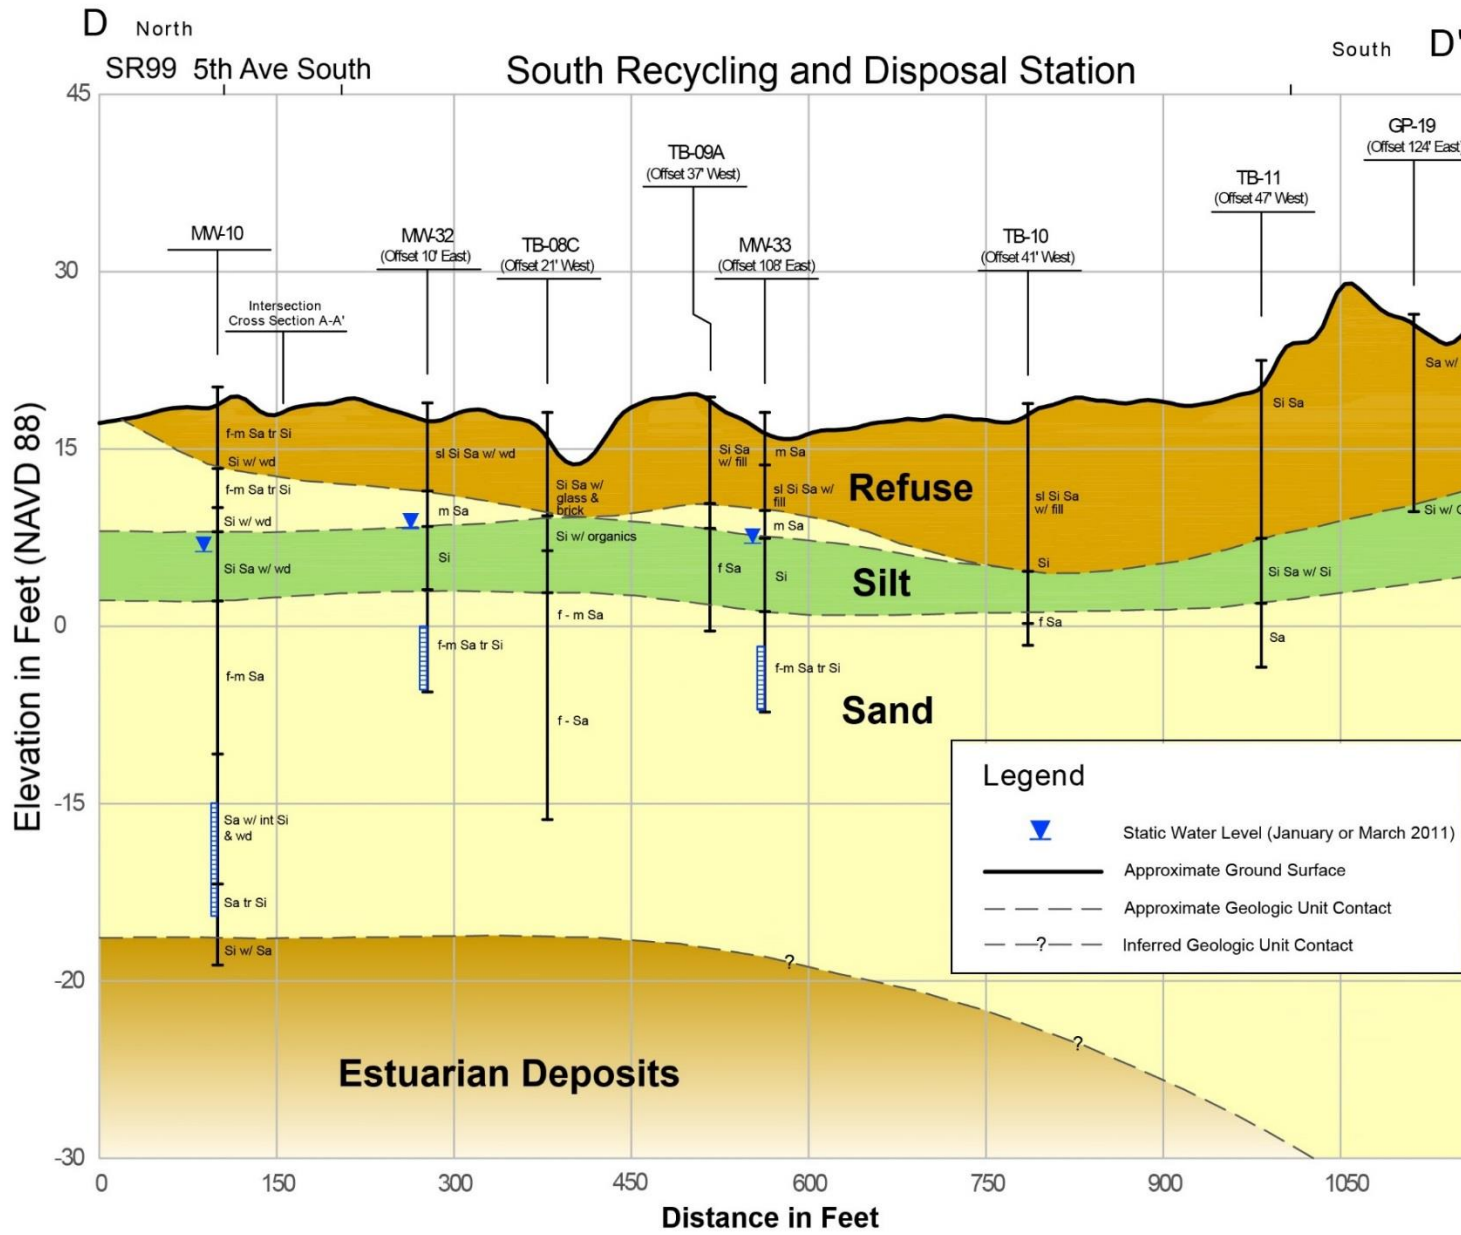 D North
South D'
SR99 5th Ave South
South Recycling and Disposal Station
45
30
15
0
-15
-20
-30
Elevation in Feet (NAVD 88)
MW-10
Intersection
Cross Section A-A'
MW-32
(Offset 10' East)
TB-08C
(Offset 21' West)
TB-09A
(Offset 37' West)
MW-33
(Offset 108' East)
TB-10
(Offset 41' West)
TB-11
(Offset 47' West)
GP-19
(Offset 124' East)
f-m Sa tr Si
Si w/ wd
f-m Sa tr Si
Si w/ wd
Si Sa w/ wd
f-m Sa
Sa w/ int Si
& wd
Sa tr Si
Si w/ Sa
sl Si Sa w/ wd
m Sa
Si
f-m Sa tr Si
Si Sa w/
glass &
brick
Si w/ organics
f - m Sa
f - Sa
Si Sa
w/ fill
f Sa
m Sa
sl Si Sa w/
fill
m Sa
Si
f-m Sa tr Si
sl Si Sa
w/ fill
Si
f Sa
Si Sa
Si Sa w/ Si
Sa
Sa w/
Si w/
Refuse
Silt
Sand
Estuarian Deposits
Legend
Static Water Level (January or March 2011)
Approximate Ground Surface
Approximate Geologic Unit Contact
? Inferred Geologic Unit Contact
?
?
0 150 300 450 600 750 900 1050
Distance in Feet